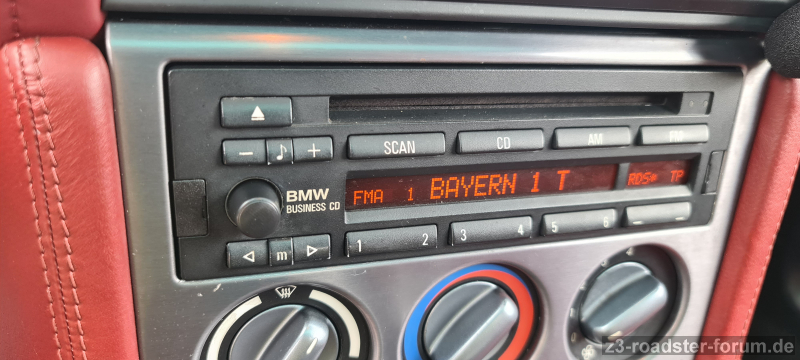 SCAN
CD
AM
FM
BMW
BUSINESS CD
FMA 1 BAYERN 1 T RDS* TP
m
1 2 3 4 5 6
z3-roadster-forum.de